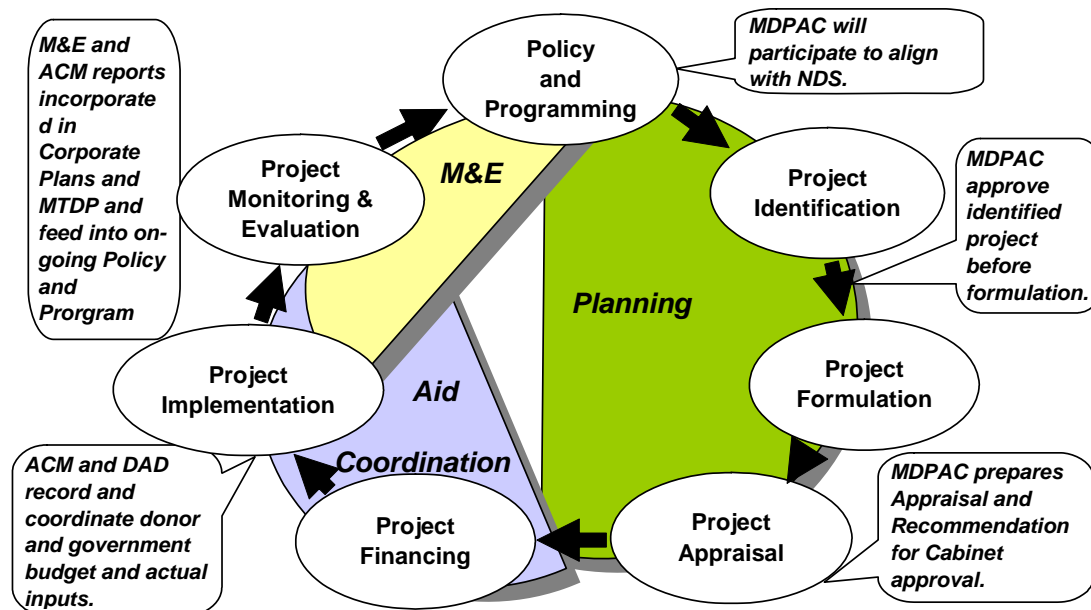 M&E and
ACM reports
incorporate
d in
Corporate
Plans and
MTDP and
feed into on-
going Policy
and
Prorgram
Policy
and
Programming
MDPAC will
participate to align
with NDS.
Project
Monitoring &
Evaluation
M&E
Project
Identification
MDPAC
approve
identified
project
before
formulation.
Planning
Project
Implementation
Aid
Coordination
Project
Formulation
ACM and DAD
record and
coordinate donor
and government
budget and actual
inputs.
Project
Financing
Project
Appraisal
MDPAC prepares
Appraisal and
Recommendation
for Cabinet
approval.